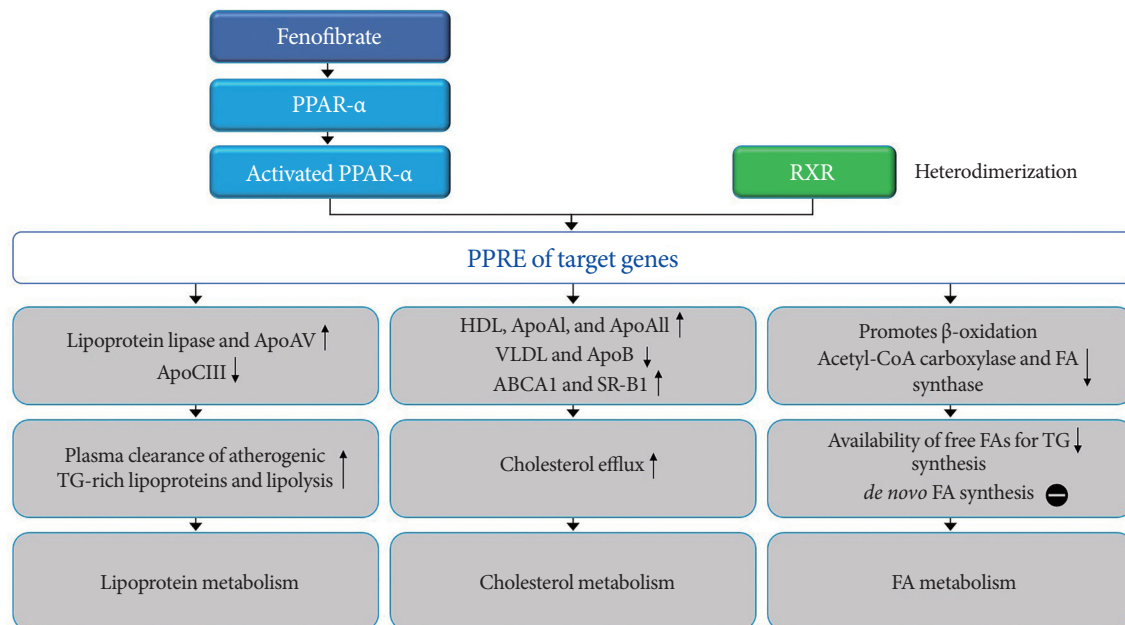 Fenofibrate
PPAR-α
Activated PPAR-α
RXR
Heterodimerization
PPRE of target genes
Lipoprotein lipase and ApoAV ↑
ApoCIII ↓
HDL, ApoAl, and ApoAll ↑
VLDL and ApoB ↓
ABCA1 and SR-B1 ↑
Promotes β-oxidation
Acetyl-CoA carboxylase and FA ↓
synthase
Plasma clearance of atherogenic
TG-rich lipoproteins and lipolysis ↑
Cholesterol efflux ↑
Availability of free FAs for TG ↓
synthesis
de novo FA synthesis
Lipoprotein metabolism
Cholesterol metabolism
FA metabolism